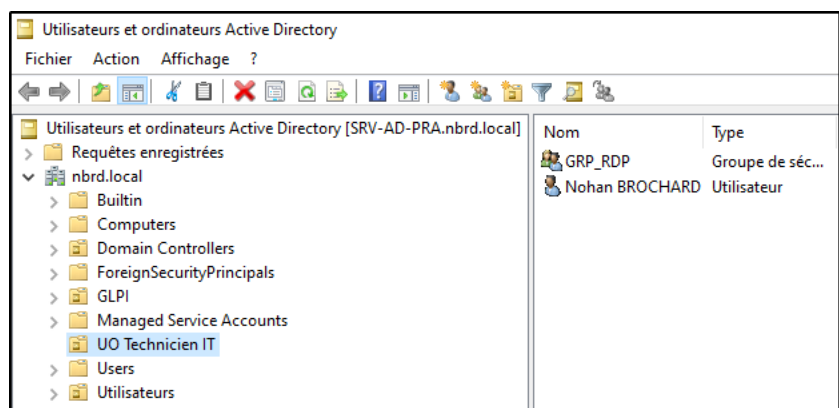 Utilisateurs et ordinateurs Active Directory
Fichier Action Affichage ?
Utilisateurs et ordinateurs Active Directory [SRV-AD-PRA.nbrd.local]
Requêtes enregistrées
nbrd.local
Builtin
Computers
Domain Controllers
ForeignSecurityPrincipals
GLPI
Managed Service Accounts
UO Technicien IT
Users
Utilisateurs
Nom Type
GRP_RDP Groupe de séc...
Nohan BROCHARD Utilisateur